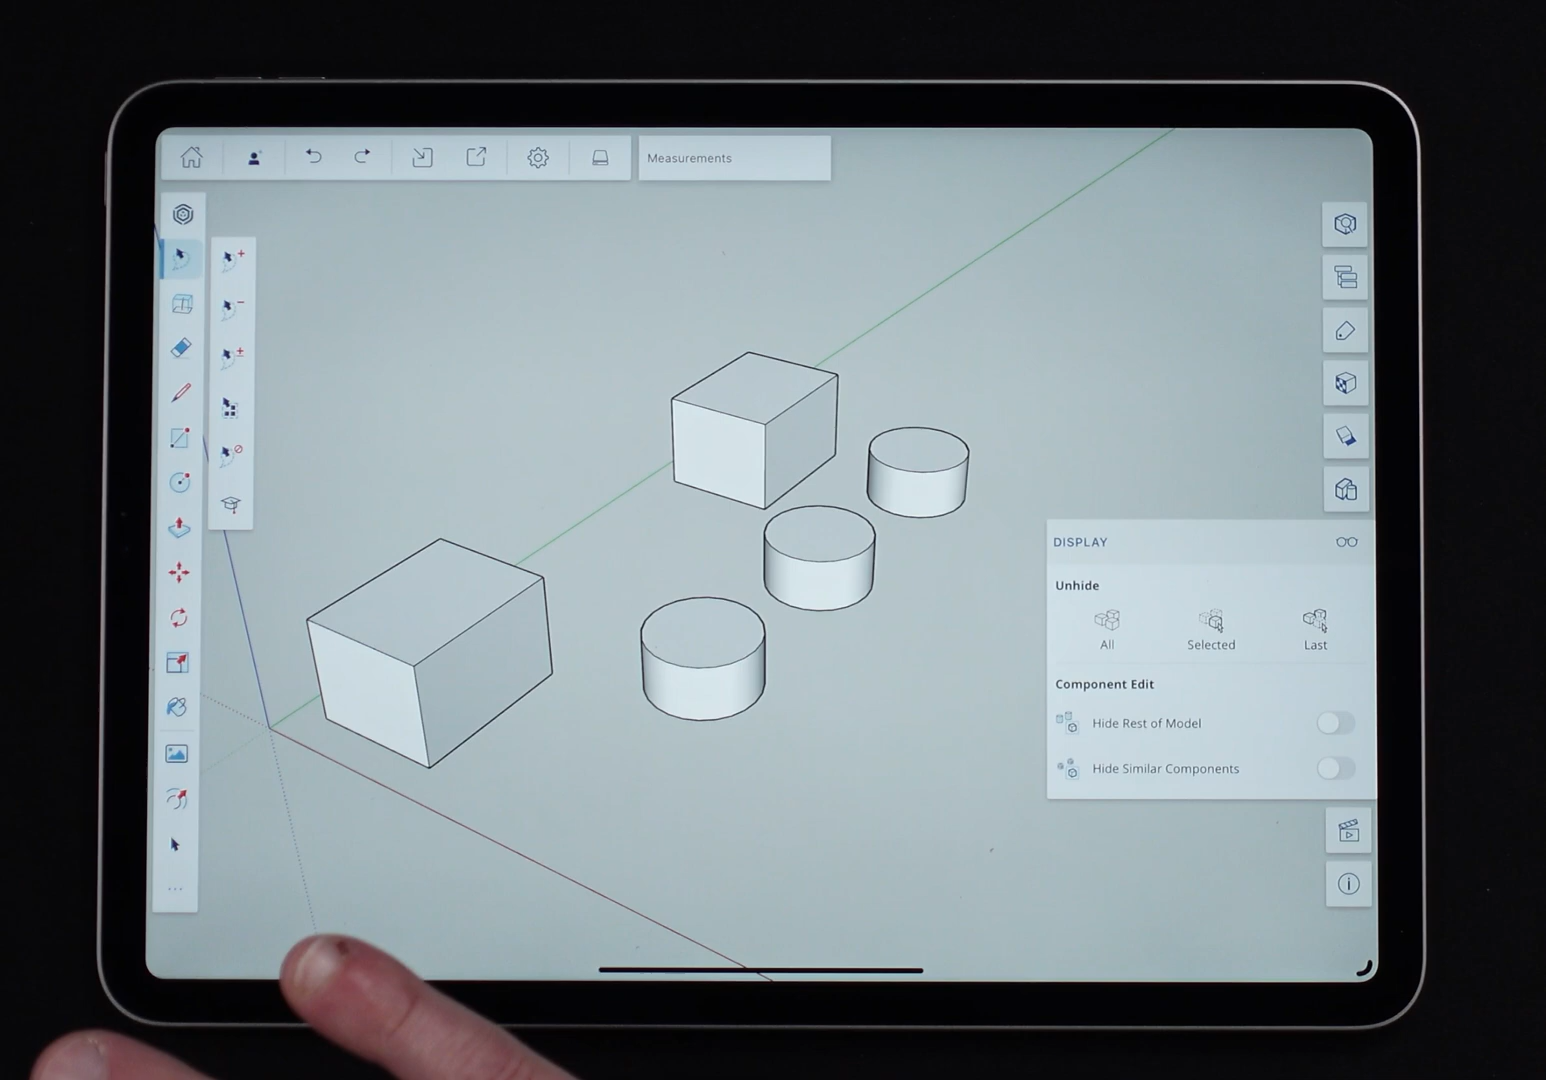 Measurements
DISPLAY
Unhide
All
Selected
Last
Component Edit
Hide Rest of Model
Hide Similar Components